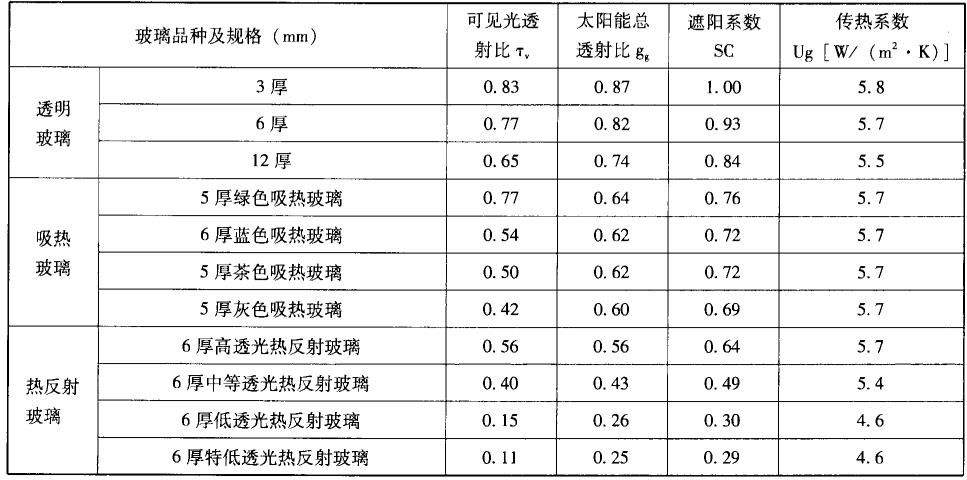 玻璃品种及规格（mm） 可见光透射比 τv 太阳能总透射比 gg 遮阳系数 SC 传热系数 Ug［W/（m²·K）］
透明玻璃 3厚 0.83 0.87 1.00 5.8
6厚 0.77 0.82 0.93 5.7
12厚 0.65 0.74 0.84 5.5
吸热玻璃 5厚绿色吸热玻璃 0.77 0.64 0.76 5.7
6厚蓝色吸热玻璃 0.54 0.62 0.72 5.7
5厚茶色吸热玻璃 0.50 0.62 0.72 5.7
5厚灰色吸热玻璃 0.42 0.60 0.69 5.7
热反射玻璃 6厚高透光热反射玻璃 0.56 0.56 0.64 5.7
6厚中等透光热反射玻璃 0.40 0.43 0.49 5.4
6厚低透光热反射玻璃 0.15 0.26 0.30 4.6
6厚特低透光热反射玻璃 0.11 0.25 0.29 4.6